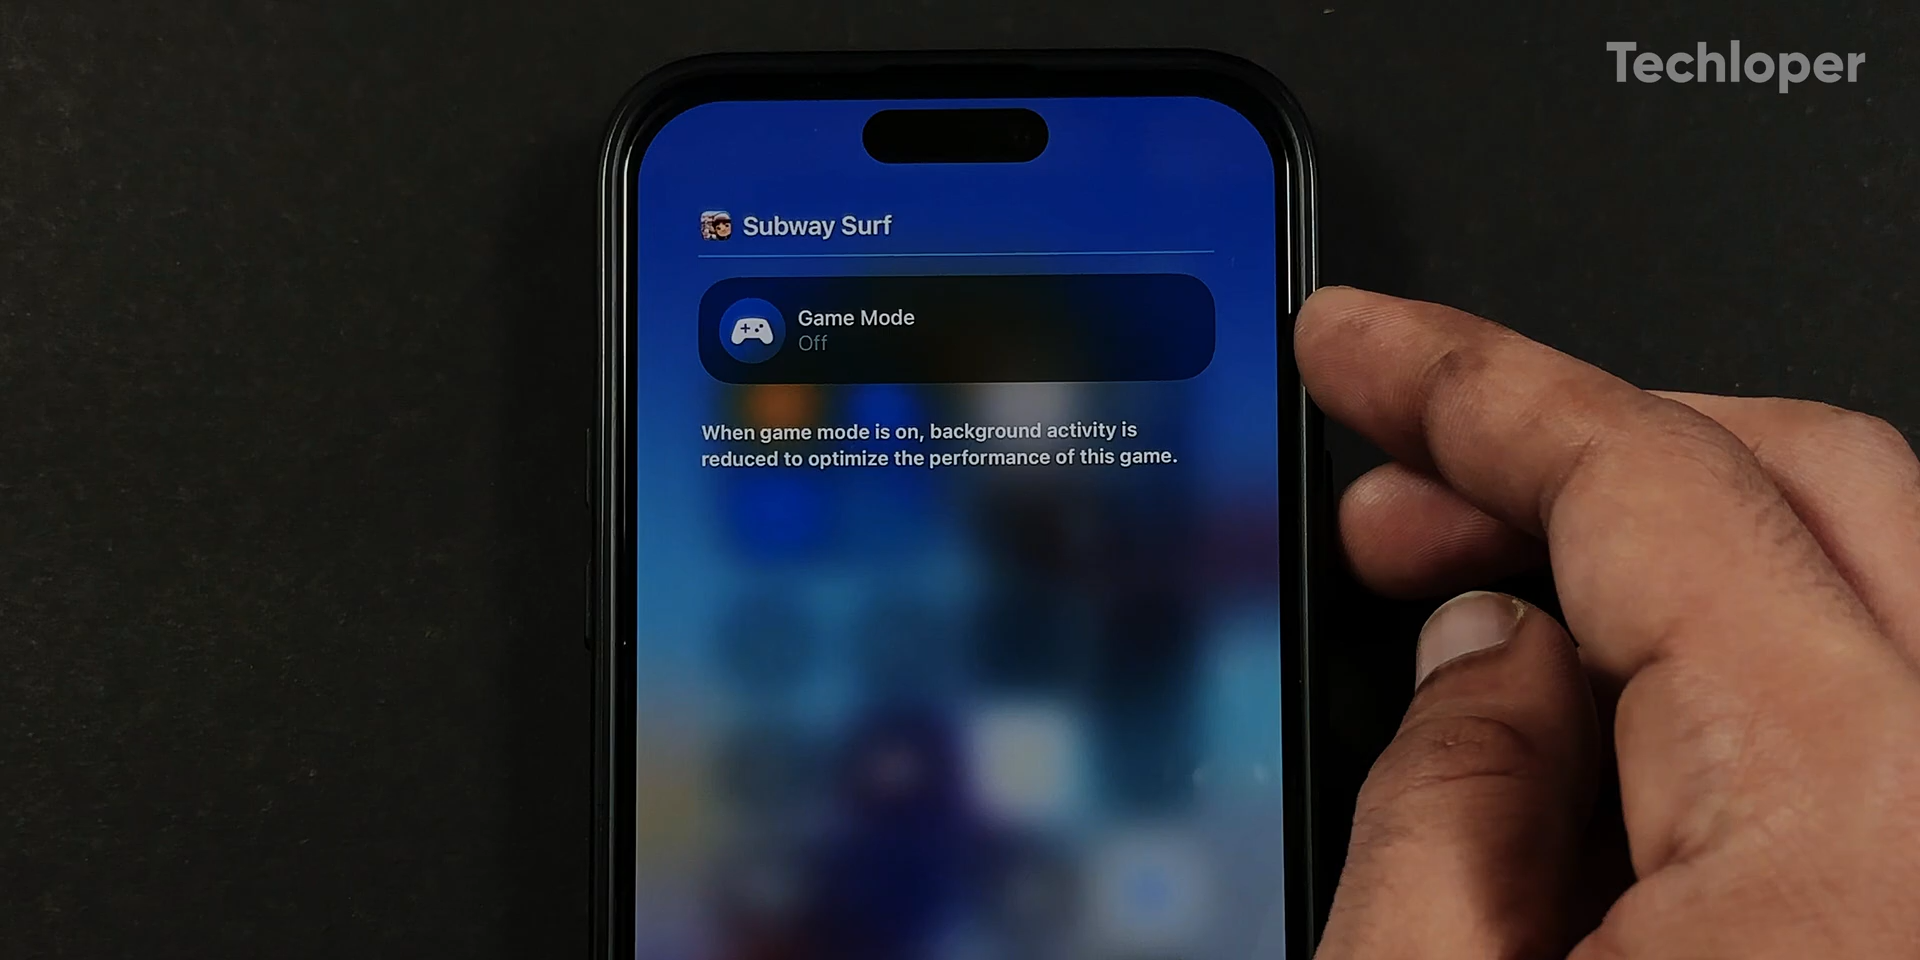 Techloper
Subway Surf
Game Mode
Off
When game mode is on, background activity is
reduced to optimize the performance of this game.